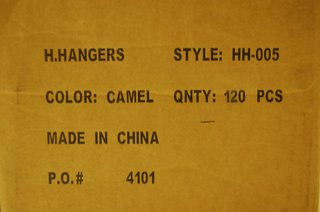 H.HANGERS STYLE: HH-005
COLOR: CAMEL QNTY: 120 PCS
MADE IN CHINA
P.O.# 4101